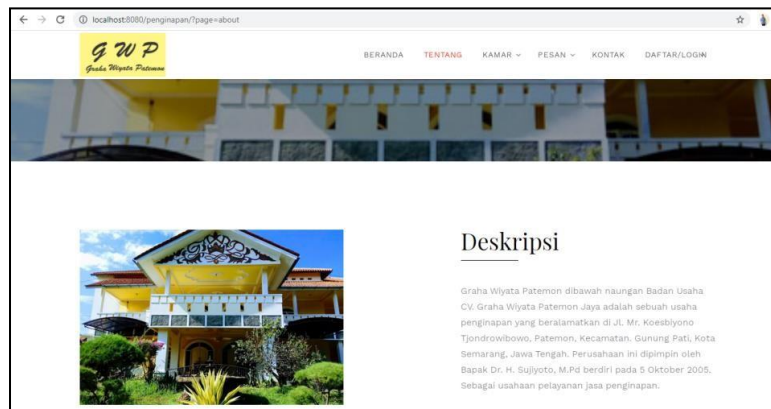 localhost:8080/penginapan/?page=about
GWP
Graha Wiyata Patemon
BERANDA TENTANG KAMAR PESAN KONTAK DAFTAR/LOGIN
Deskripsi
Graha Wiyata Patemon dibawah naungan Badan Usaha
CV. Graha Wiyata Patemon Jaya adalah sebuah usaha
penginapan yang beralamatkan di Jl. Mr. Koesbiyono
Tjondrowibowo, Patemon, Kecamatan. Gunung Pati, Kota
Semarang, Jawa Tengah. Perusahaan ini dipimpin oleh
Bapak Dr. H. Sujiyoto, M.Pd berdiri pada 5 Oktober 2005,
Sebagai usahaan pelayanan jasa penginapan.